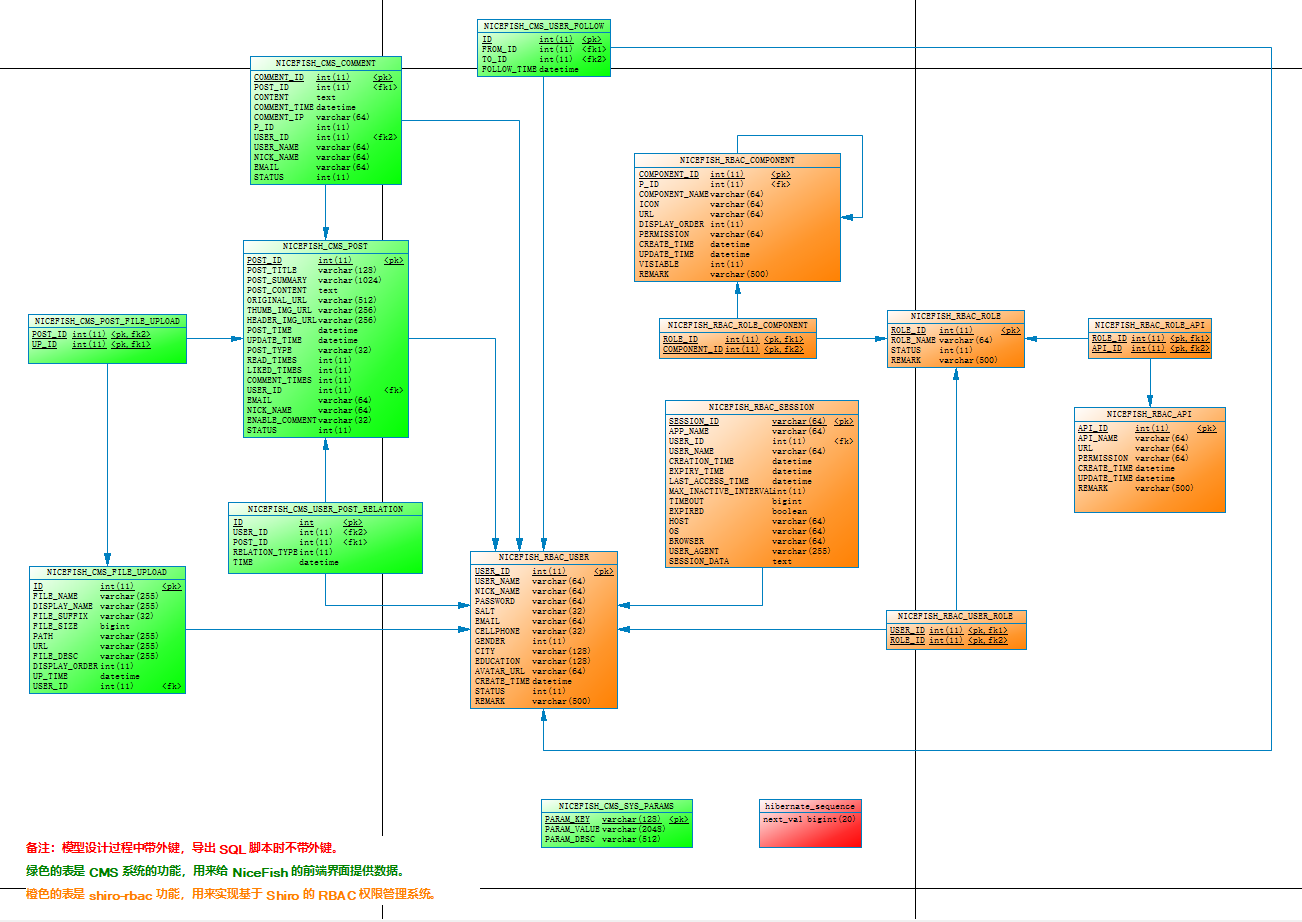 NICEFISH_CMS_USER_FOLLOW
ID int(11) <pk>
FROM_ID int(11) <fk1>
TO_ID int(11) <fk2>
FOLLOW_TIME datetime
NICEFISH_CMS_COMMENT
COMMENT_ID int(11) <pk>
POST_ID int(11) <fk1>
CONTENT text
COMMENT_TIME datetime
COMMENT_IP varchar(64)
P_ID int(11)
USER_ID int(11) <fk2>
USER_NAME varchar(64)
NICK_NAME varchar(64)
EMAIL varchar(64)
STATUS int(11)
NICEFISH_RBAC_COMPONENT
COMPONENT_ID int(11) <pk>
P_ID int(11) <fk>
COMPONENT_NAME varchar(64)
ICON varchar(64)
URL varchar(64)
DISPLAY_ORDER int(11)
PERMISSION varchar(64)
CREATE_TIME datetime
UPDATE_TIME datetime
VISIABLE int(11)
REMARK varchar(500)
NICEFISH_CMS_POST
POST_ID int(11) <pk>
POST_TITLE varchar(128)
POST_SUMMARY varchar(1024)
POST_CONTENT text
ORIGINAL_URL varchar(512)
THUMB_IMG_URL varchar(256)
HEADER_IMG_URL varchar(256)
POST_TIME datetime
UPDATE_TIME datetime
POST_TYPE varchar(32)
READ_TIMES int(11)
LIKED_TIMES int(11)
COMMENT_TIMES int(11)
USER_ID int(11) <fk>
EMAIL varchar(64)
NICK_NAME varchar(64)
ENABLE_COMMENT varchar(32)
STATUS int(11)
NICEFISH_CMS_POST_FILE_UPLOAD
POST_ID int(11) <pk,fk2>
UP_ID int(11) <pk,fk1>
NICEFISH_RBAC_ROLE_COMPONENT
ROLE_ID int(11) <pk,fk1>
COMPONENT_ID int(11) <pk,fk2>
NICEFISH_RBAC_ROLE
ROLE_ID int(11) <pk>
ROLE_NAME varchar(64)
STATUS int(11)
REMARK varchar(500)
NICEFISH_RBAC_ROLE_API
ROLE_ID int(11) <pk,fk1>
API_ID int(11) <pk,fk2>
NICEFISH_RBAC_SESSION
SESSION_ID varchar(64) <pk>
APP_NAME varchar(64)
USER_ID int(11) <fk>
USER_NAME varchar(64)
CREATION_TIME datetime
EXPIRY_TIME datetime
LAST_ACCESS_TIME datetime
MAX_INACTIVE_INTERVAL int(11)
TIMEOUT bigint
EXPIRED boolean
HOST varchar(64)
OS varchar(64)
BROWSER varchar(64)
USER_AGENT varchar(255)
SESSION_DATA text
NICEFISH_RBAC_API
API_ID int(11) <pk>
API_NAME varchar(64)
URL varchar(64)
PERMISSION varchar(64)
CREATE_TIME datetime
UPDATE_TIME datetime
REMARK varchar(500)
NICEFISH_CMS_USER_POST_RELATION
ID int <pk>
USER_ID int(11) <fk2>
POST_ID int(11) <fk1>
RELATION_TYPE int(11)
TIME datetime
NICEFISH_CMS_FILE_UPLOAD
ID int(11) <pk>
FILE_NAME varchar(255)
DISPLAY_NAME varchar(255)
FILE_SUFFIX varchar(32)
FILE_SIZE bigint
PATH varchar(255)
URL varchar(255)
FILE_DESC varchar(255)
DISPLAY_ORDER int(11)
UP_TIME datetime
USER_ID int(11) <fk>
NICEFISH_RBAC_USER
USER_ID int(11) <pk>
USER_NAME varchar(64)
NICK_NAME varchar(64)
PASSWORD varchar(64)
SALT varchar(32)
EMAIL varchar(64)
CELLPHONE varchar(32)
GENDER int(11)
CITY varchar(128)
EDUCATION varchar(128)
AVATAR_URL varchar(64)
CREATE_TIME datetime
STATUS int(11)
REMARK varchar(500)
NICEFISH_RBAC_USER_ROLE
USER_ID int(11) <pk,fk1>
ROLE_ID int(11) <pk,fk2>
NICEFISH_CMS_SYS_PARAMS
PARAM_KEY varchar(128) <pk>
PARAM_VALUE varchar(2048)
PARAM_DESC varchar(512)
hibernate_sequence
next_val bigint(20)
备注：模型设计过程中带外键，导出 SQL 脚本时不带外键。
绿色的表是 CMS 系统的功能，用来给 NiceFish 的前端界面提供数据。
橙色的表是 shiro-rbac 功能，用来实现基于 Shiro 的 RBAC 权限管理系统。